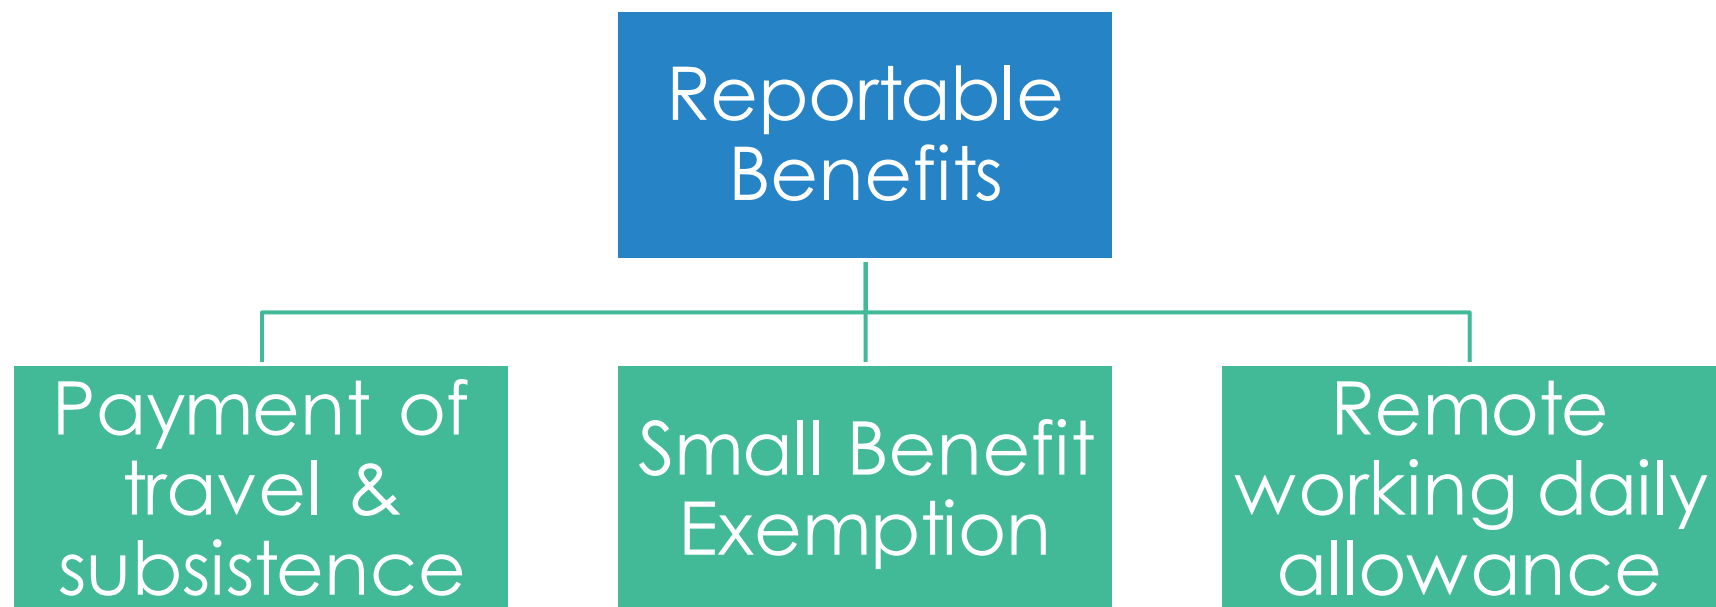 Reportable
Benefits
Payment of
travel &
subsistence
Small Benefit
Exemption
Remote
working daily
allowance